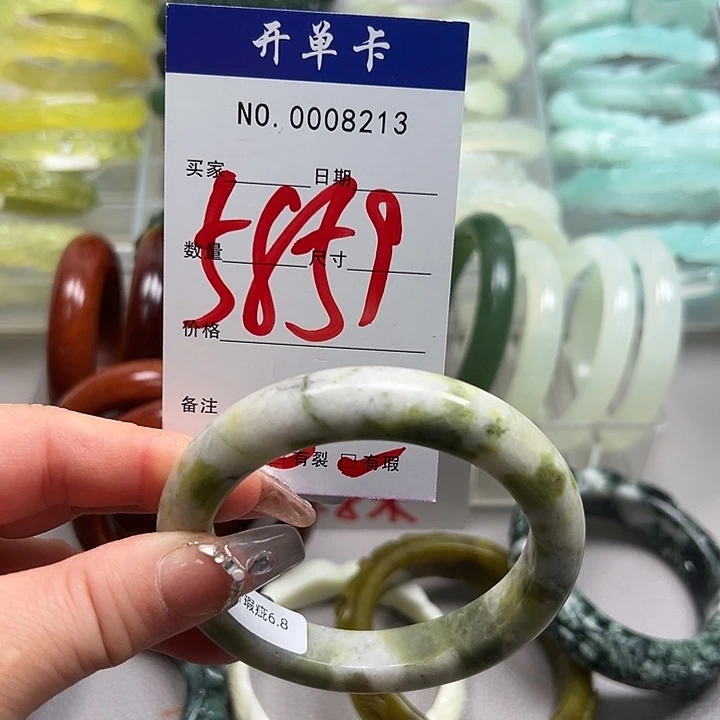 开单卡
NO. 0008213
买家 日期
数量 尺寸
5859
价格
备注
有裂 □有瑕
瑕疵6.8